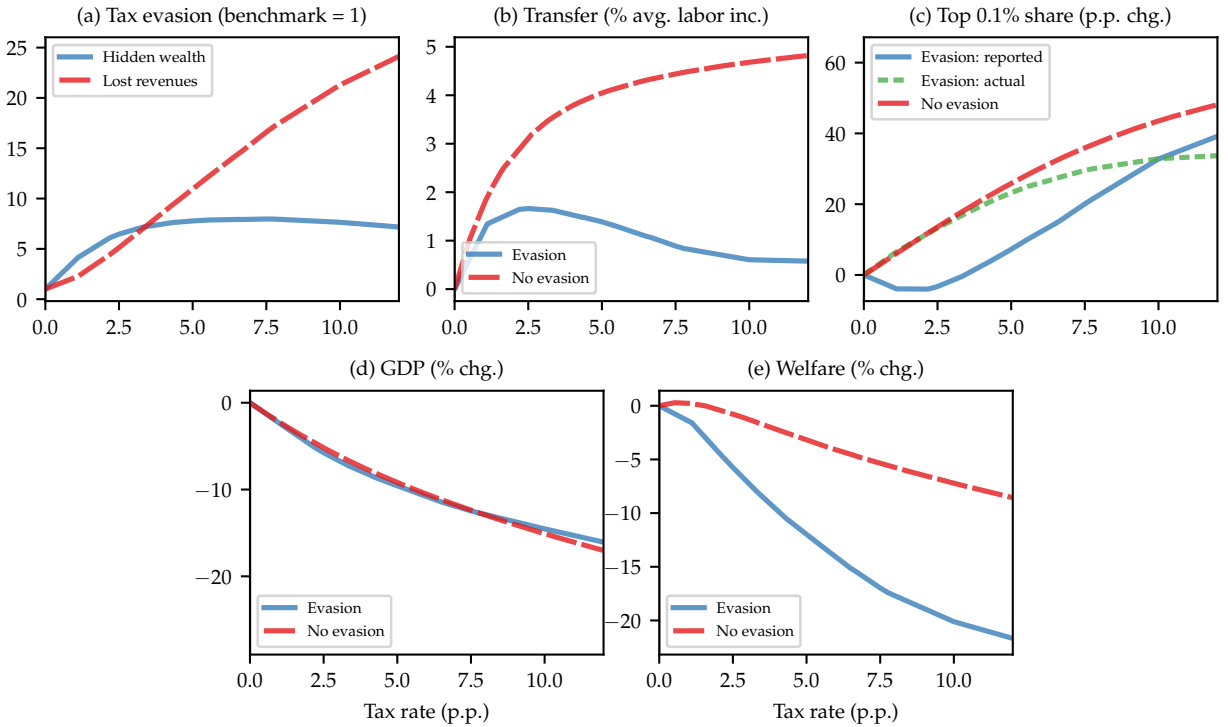 (a) Tax evasion (benchmark = 1)
25
20
15
10
5
0
Hidden wealth
Lost revenues
0.0 2.5 5.0 7.5 10.0
(b) Transfer (% avg. labor inc.)
5
4
3
2
1
0
Evasion
No evasion
0.0 2.5 5.0 7.5 10.0
(c) Top 0.1% share (p.p. chg.)
60
40
20
0
Evasion: reported
Evasion: actual
No evasion
0.0 2.5 5.0 7.5 10.0
(d) GDP (% chg.)
0
−10
−20
Evasion
No evasion
0.0 2.5 5.0 7.5 10.0
Tax rate (p.p.)
(e) Welfare (% chg.)
0
−5
−10
−15
−20
−10
−20
Evasion
No evasion
0.0 2.5 5.0 7.5 10.0
Tax rate (p.p.)